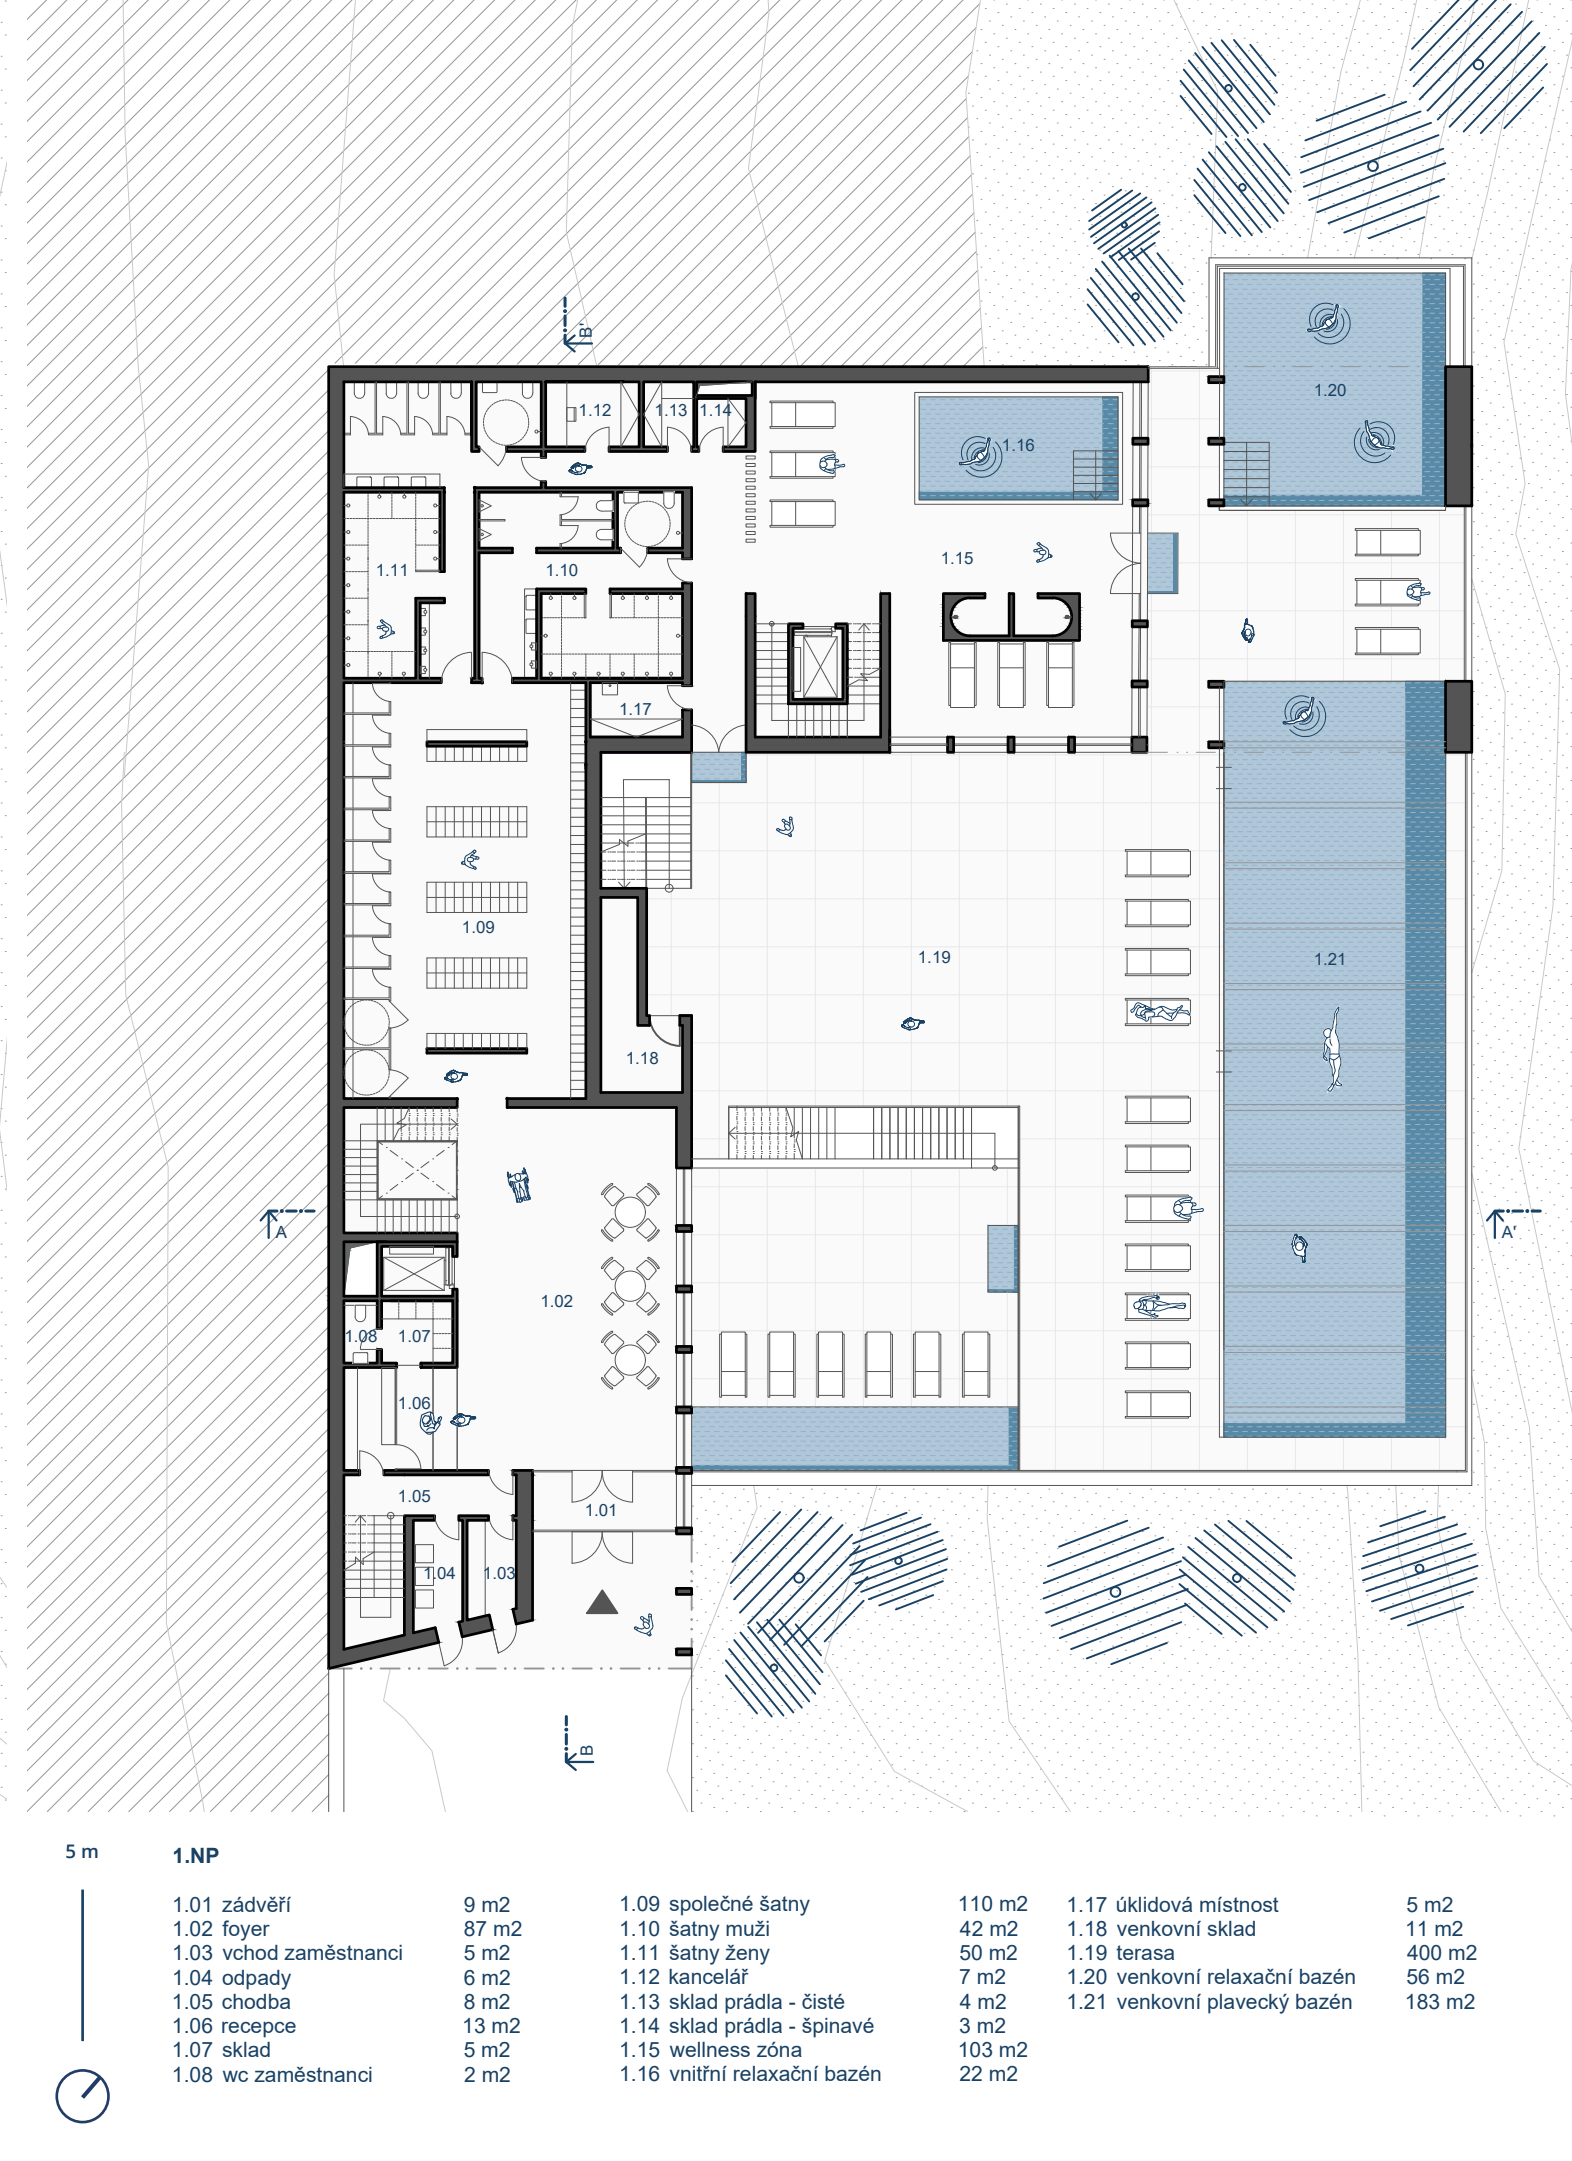 B'
1.20
1.12
1.13
1.14
1.16
1.15
1.11
1.10
1.17
1.09
1.19
1.21
1.18
A
A'
1.02
1.08
1.07
1.06
1.05
1.01
1.04
1.03
B
5 m
1.NP
1.01 zádvěří 9 m2
1.02 foyer 87 m2
1.03 vchod zaměstnanci 5 m2
1.04 odpady 6 m2
1.05 chodba 8 m2
1.06 recepce 13 m2
1.07 sklad 5 m2
1.08 wc zaměstnanci 2 m2
1.09 společné šatny 110 m2
1.10 šatny muži 42 m2
1.11 šatny ženy 50 m2
1.12 kancelář 7 m2
1.13 sklad prádla - čisté 4 m2
1.14 sklad prádla - špinavé 3 m2
1.15 wellness zóna 103 m2
1.16 vnitřní relaxační bazén 22 m2
1.17 úklidová místnost 5 m2
1.18 venkovní sklad 11 m2
1.19 terasa 400 m2
1.20 venkovní relaxační bazén 56 m2
1.21 venkovní plavecký bazén 183 m2